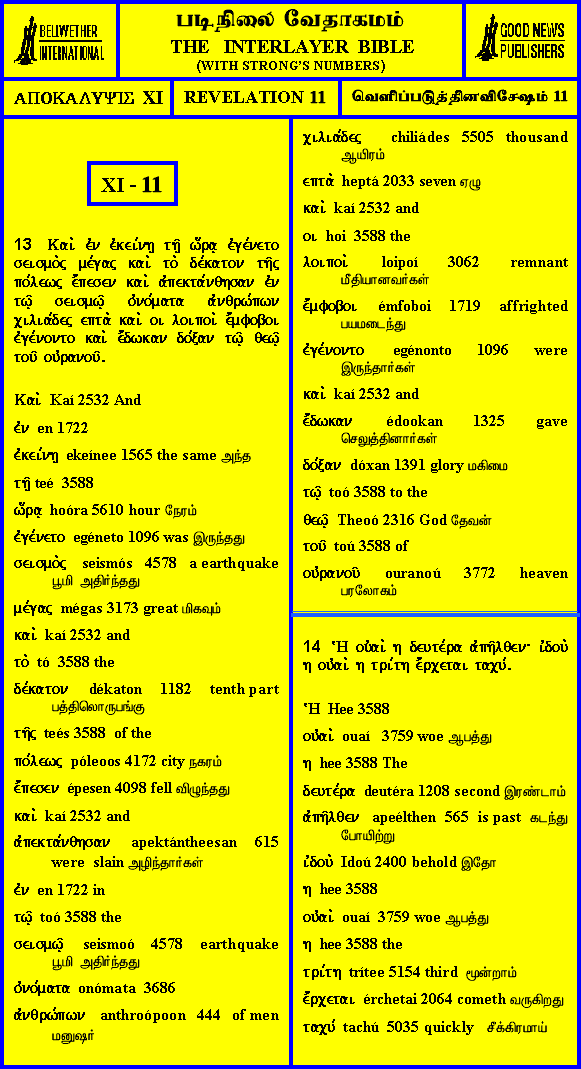 BELLWETHER
INTERNATIONAL
படிநிலை வேதாகமம்
THE INTERLAYER BIBLE
(WITH STRONG'S NUMBERS)
GOOD NEWS
PUBLISHERS
ΑΠΟΚΑΛΥΨΙΣ XI
REVELATION 11
வெளிப்படுத்தினவிசேஷம் 11
XI - 11
13 Καὶ ἐν ἐκείνῃ τῇ ὥρᾳ ἐγένετο
σεισμὸς μέγας καὶ τὸ δέκατον τῆς
πόλεως ἔπεσεν καὶ ἀπεκτάνθησαν ἐν
τῷ σεισμῷ ὀνόματα ἀνθρώπων
χιλιάδες επτὰ καὶ οι λοιποὶ ἔμφοβοι
ἐγένοντο καὶ ἔδωκαν δόξαν τῷ θεῷ
τοῦ οὐρανοῦ.
Καὶ Kaí 2532 And
ἐν en 1722
ἐκείνῃ ekeínee 1565 the same அந்த
τῇ teé 3588
ὥρᾳ hoóra 5610 hour நேரம்
ἐγένετο egéneto 1096 was இருந்தது
σεισμὸς seismós 4578 a earthquake
பூமி அதிர்ந்தது
μέγας mégas 3173 great மிகவும்
καὶ kaí 2532 and
τὸ tó 3588 the
δέκατον dékaton 1182 tenth part
பத்திலொருபங்கு
τῆς teés 3588 of the
πόλεως póleoos 4172 city நகரம்
ἔπεσεν épesen 4098 fell விழுந்தது
καὶ kaí 2532 and
ἀπεκτάνθησαν apektántheesan 615
were slain அழிந்தார்கள்
ἐν en 1722 in
τῷ toó 3588 the
σεισμῷ seismoó 4578 earthquake
பூமி அதிர்ந்தது
ὀνόματα onómata 3686
ἀνθρώπων anthroópoon 444 of men
மனுஷர்
χιλιάδες chiliádes 5505 thousand
ஆயிரம்
επτὰ heptá 2033 seven ஏழு
καὶ kaí 2532 and
οι hoi 3588 the
λοιποὶ loipoí 3062 remnant
மீதியானவர்கள்
ἔμφοβοι émfoboi 1719 affrighted
பயமடைந்து
ἐγένοντο egénonto 1096 were
இருந்தார்கள்
καὶ kaí 2532 and
ἔδωκαν édookan 1325 gave
செலுத்தினார்கள்
δόξαν dóxan 1391 glory மகிமை
τῷ toó 3588 to the
θεῷ Theoó 2316 God தேவன்
τοῦ toú 3588 of
οὐρανοῦ ouranoú 3772 heaven
பரலோகம்
14 Ἡ οὐαὶ η δευτέρα ἀπῆλθεν· ἰδοὺ
η οὐαὶ η τρίτη ἔρχεται ταχύ.
Ἡ Hee 3588
οὐαὶ ouaí 3759 woe ஆபத்து
η hee 3588 The
δευτέρα deutéra 1208 second இரண்டாம்
ἀπῆλθεν apeélthen 565 is past கடந்து
போயிற்று
ἰδοὺ Idoú 2400 behold இதோ
η hee 3588
οὐαὶ ouaí 3759 woe ஆபத்து
η hee 3588 the
τρίτη trítee 5154 third மூன்றாம்
ἔρχεται érchetai 2064 cometh வருகிறது
ταχύ tachú 5035 quickly சீக்கிரமாய்